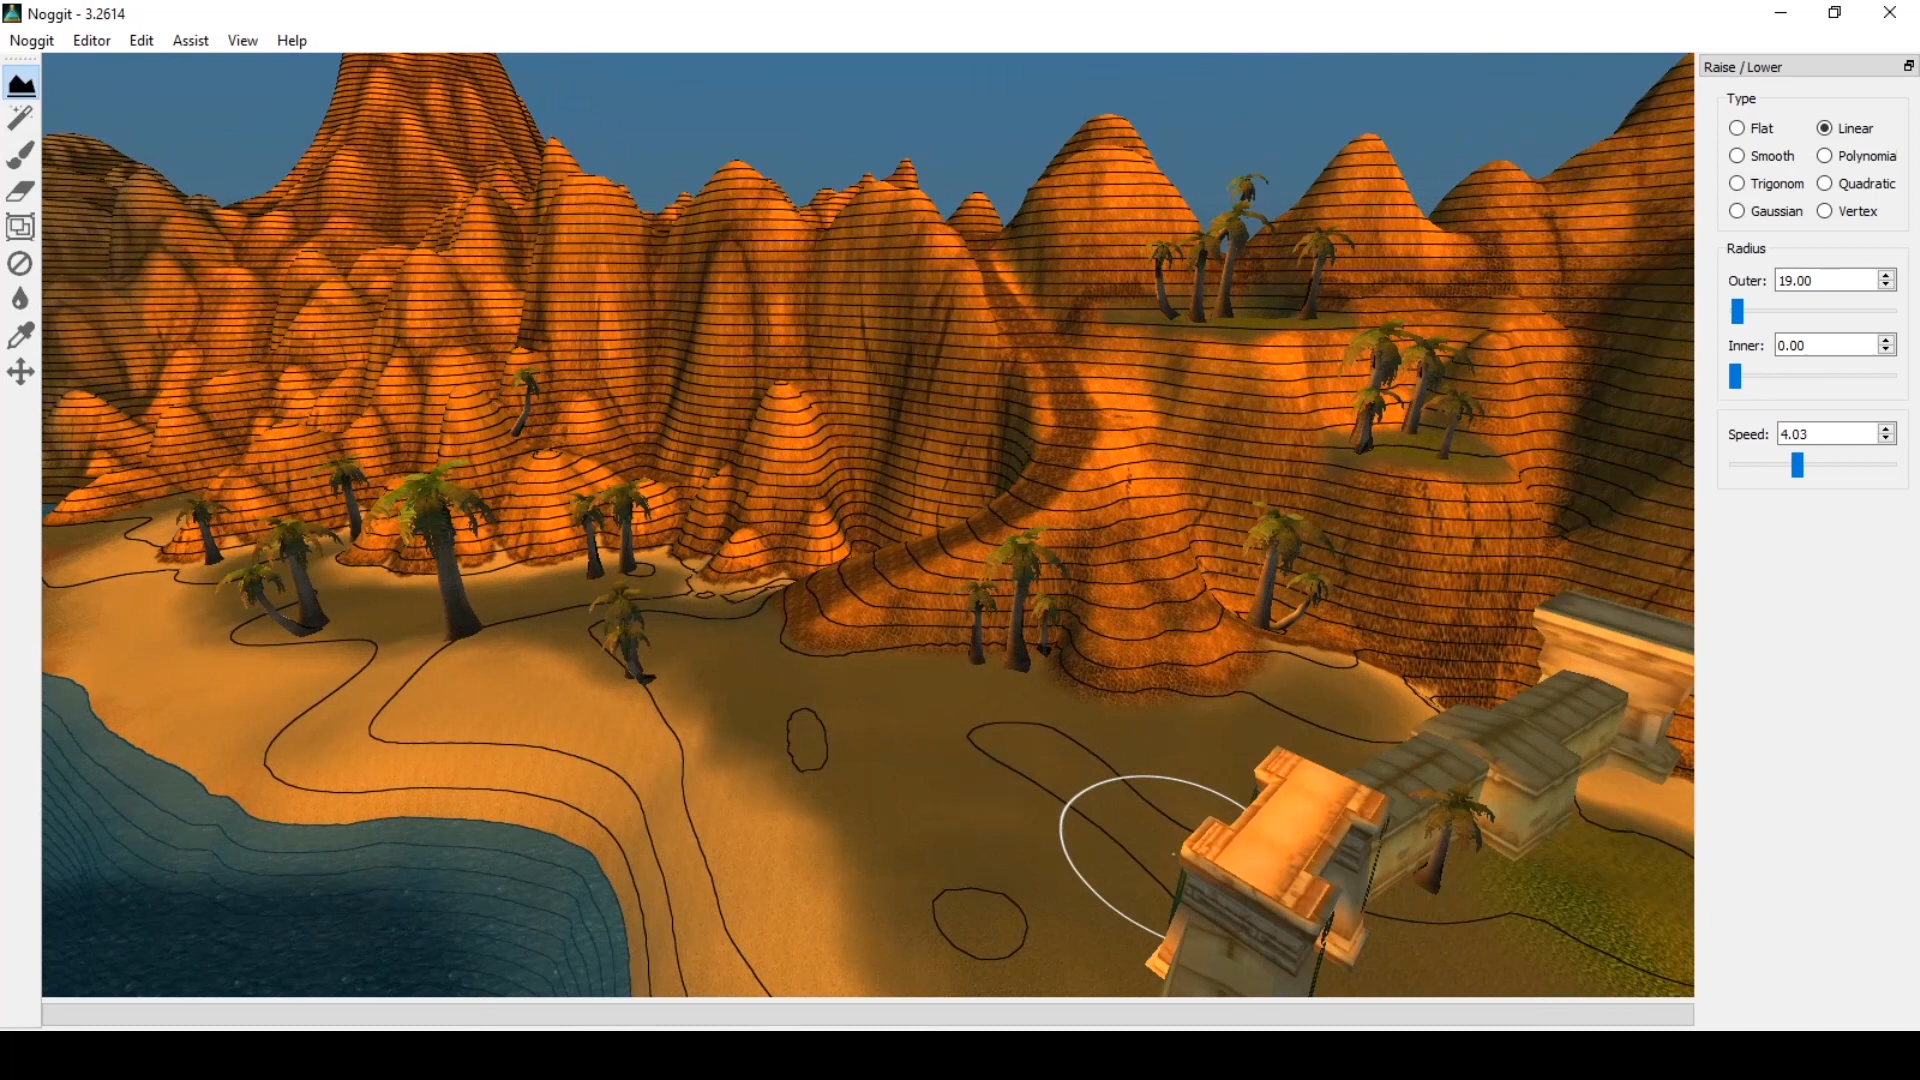 Noggit - 3.2614
Noggit Editor Edit Assist View Help
Raise / Lower
Type
Flat Linear
Smooth Polynomia
Trigonom Quadratic
Gaussian Vertex
Radius
Outer: 19.00
Inner: 0.00
Speed: 4.03